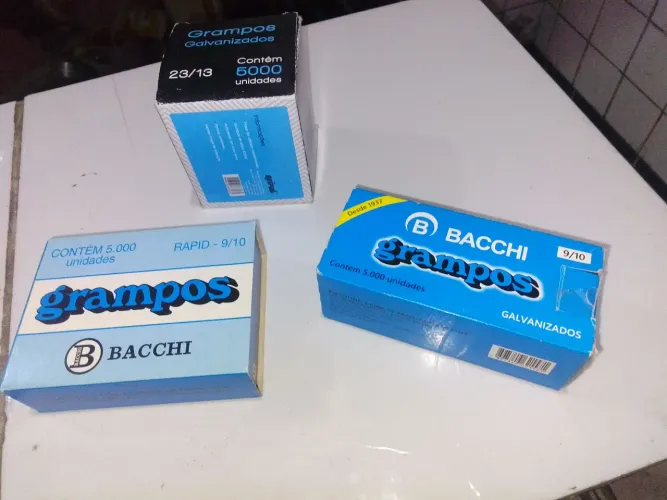 Grampos
Galvanizados
23/13
Contém
5000
unidades
CONTÉM 5.000
unidades
RAPID - 9/10
grampos
B BACCHI
Desde 1937
B BACCHI
9/10
grampos
Contém 5.000 unidades
GALVANIZADOS